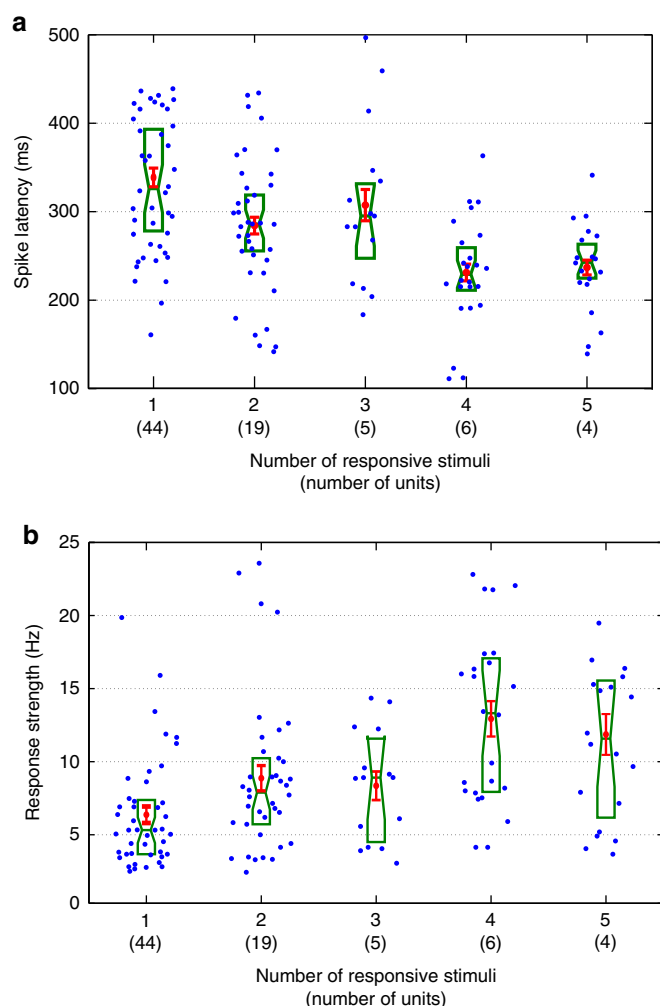 a
500
400
300
200
100
Spike latency (ms)
1 2 3 4 5
(44) (19) (5) (6) (4)
Number of responsive stimuli
(number of units)
b
25
20
15
10
5
0
Response strength (Hz)
1 2 3 4 5
(44) (19) (5) (6) (4)
Number of responsive stimuli
(number of units)